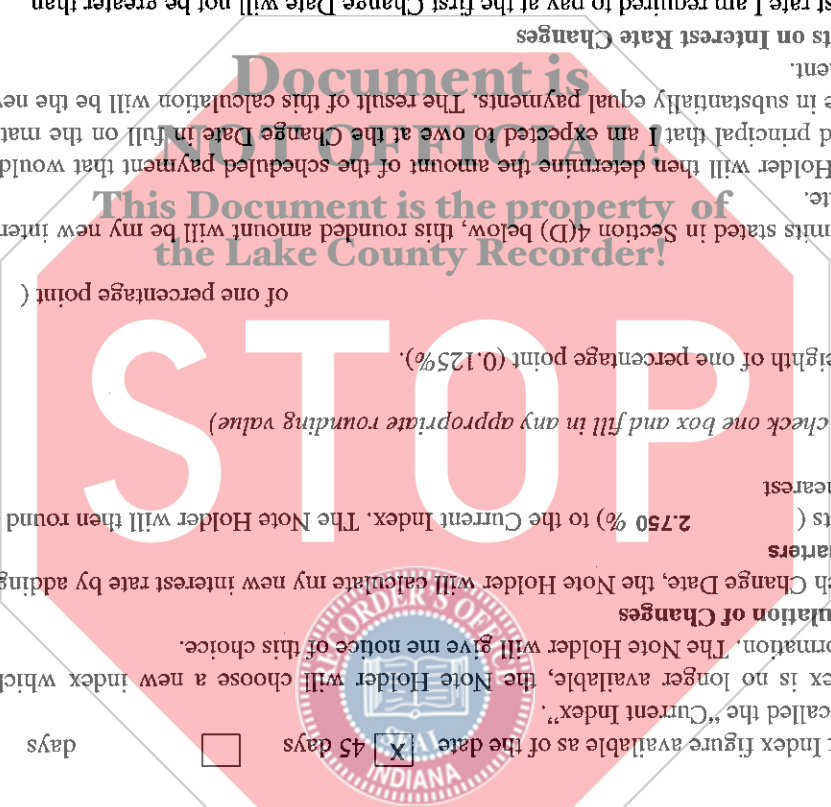 Index figure available as of the date X 45 days days
called the "Current Index".
ex is no longer available, the Note Holder will choose a new index which
ormation. The Note Holder will give me notice of this choice.
ulation of Changes
ch Change Date, the Note Holder will calculate my new interest rate by adding
arters
ts ( 2.750 %) to the Current Index. The Note Holder will then round
nearest
check one box and fill in any appropriate rounding value)
eighth of one percentage point (0.125%).
of one percentage point (
mits stated in Section 4(D) below, this rounded amount will be my new inter
te.
Holder will then determine the amount of the scheduled payment that would
d principal that I am expected to owe at the Change Date in full on the mat
e in substantially equal payments. The result of this calculation will be the ne
ent.
ts on Interest Rate Changes
st rate I am required to pay at the first Change Date will not be greater than
Document is
NOT OFFICIAL!
This Document is the property of
the Lake County Recorder!
STOP
RECORDER'S OFFICE
SEAL
INDIANA